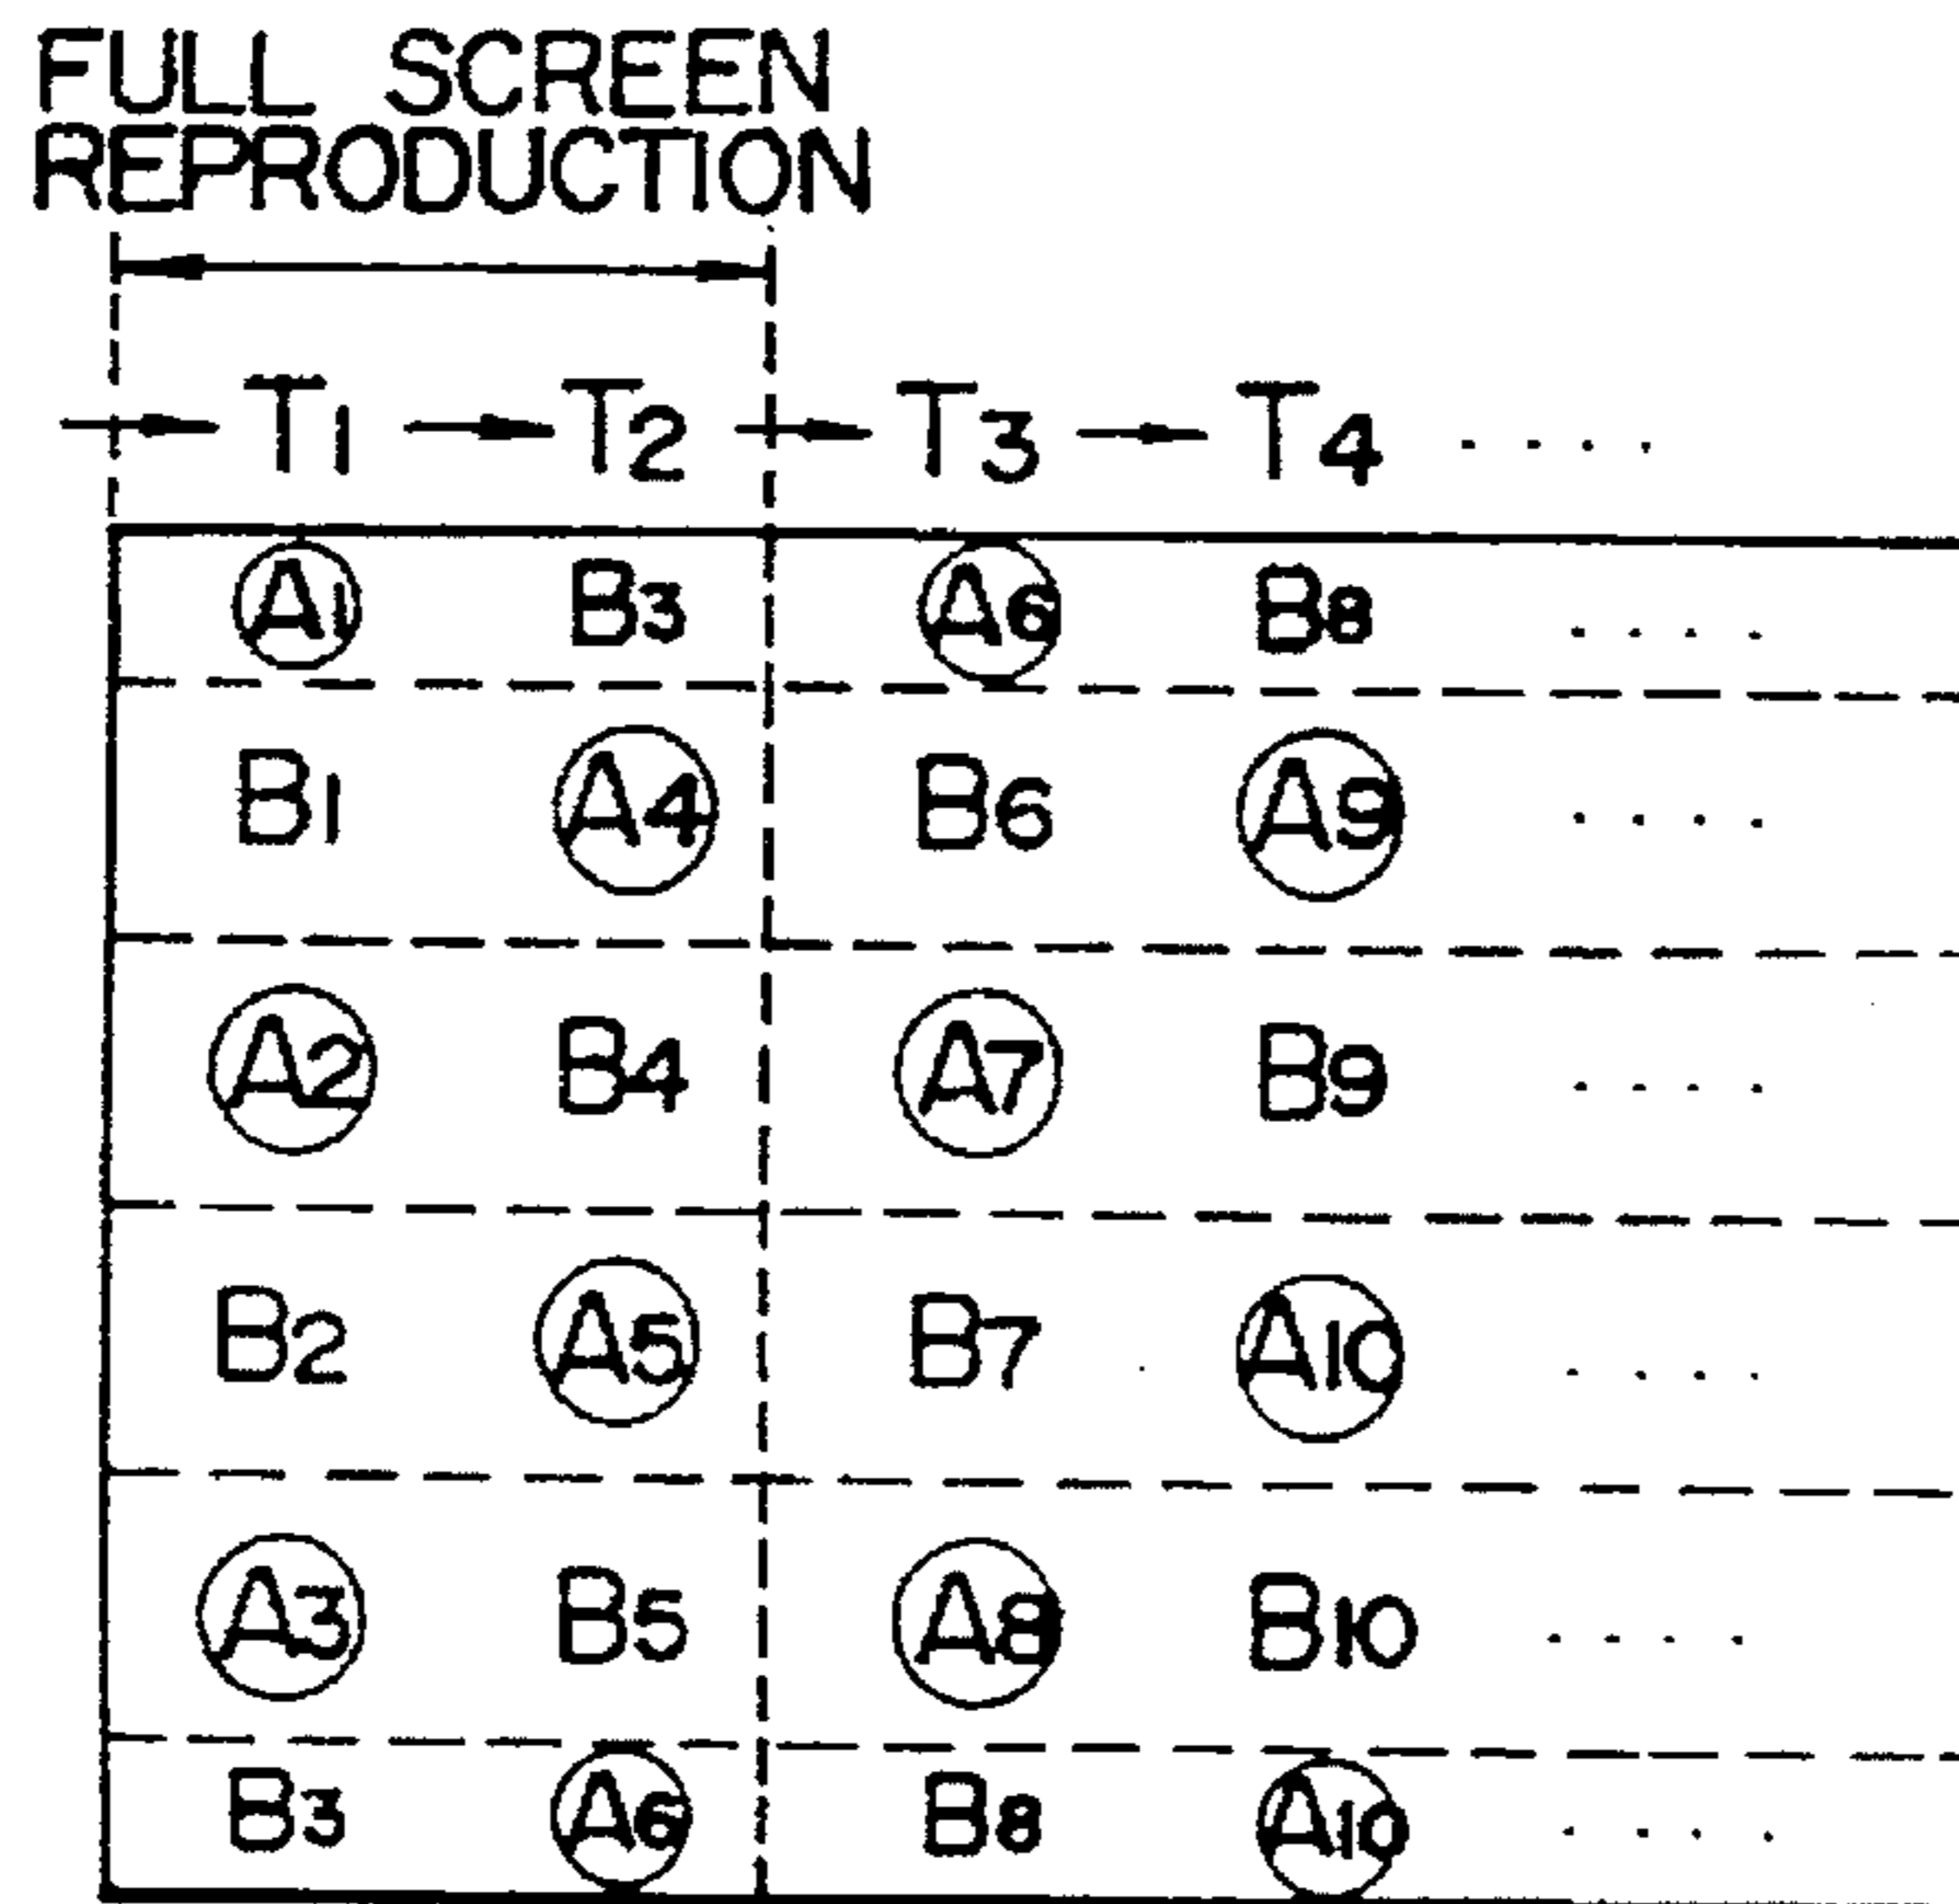 FULL SCREEN
REPRODUCTION
T1 T2 T3 T4 ....
A1 B3 A6 B8 ....
B1 A4 B6 A9 ....
A2 B4 A7 B9 ....
B2 A5 B7 A10 ....
A3 B5 A8 B10 ....
B3 A6 B8 A10 ....